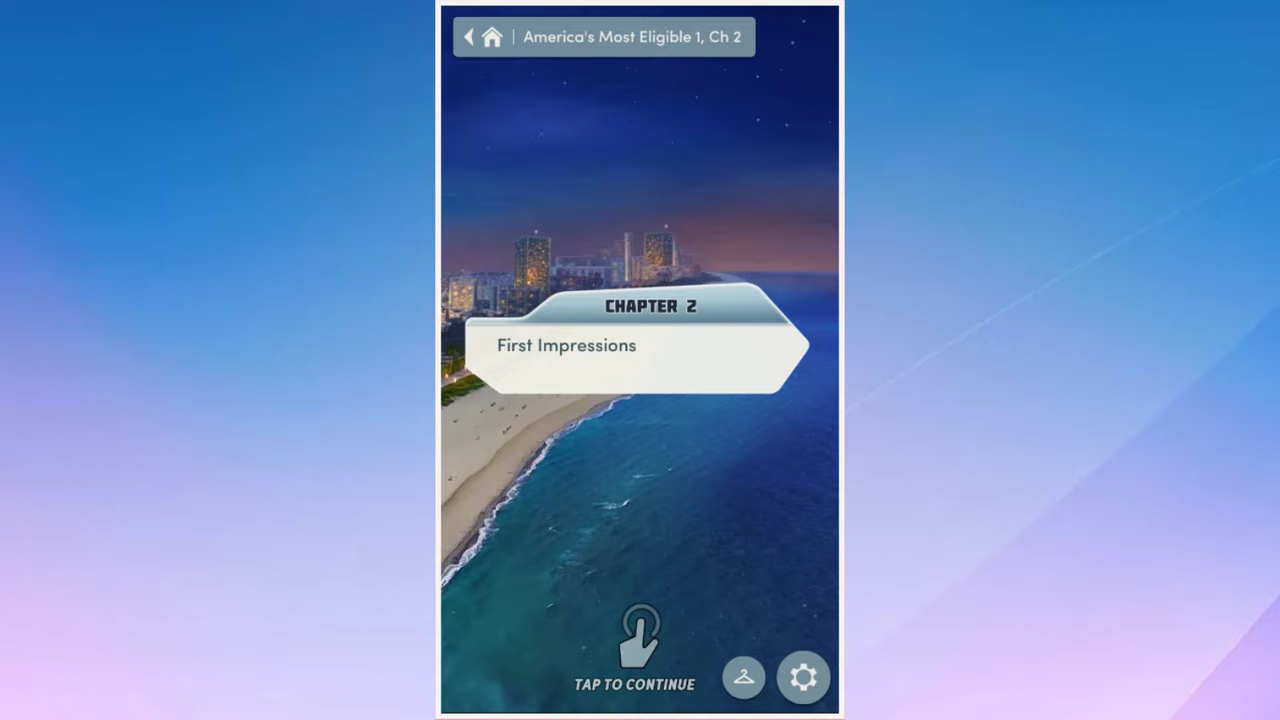 America's Most Eligible 1, Ch 2
CHAPTER 2
First Impressions
TAP TO CONTINUE